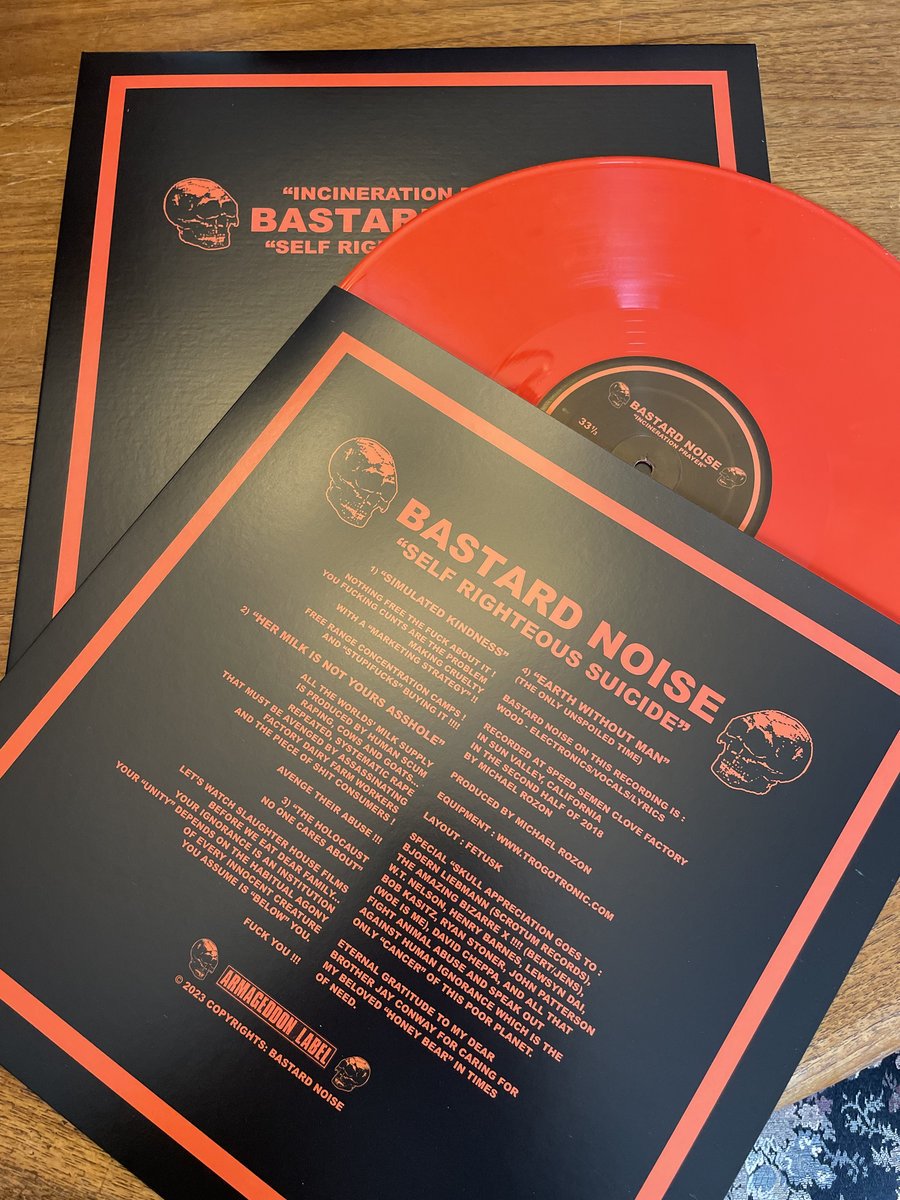 “INCINERATION
BASTARD
“SELF RIGHTEOUS
BASTARD NOISE
“INCINERATION PRAYER”
33⅓
BASTARD NOISE
“SELF RIGHTEOUS SUICIDE”
1) “SIMULATED KINDNESS”
NOTHING FREE THE FUCK ABOUT IT !
YOU FUCKING CUNTS ARE THE PROBLEM
MAKING CRUELTY
WITH A “MARKETING STRATEGY” !!
FREE RANGE CONCENTRATION CAMPS !
AND “STUPIFUCKS” BUYING IT !!!!
2) “HER MILK IS NOT YOURS ASSHOLE”
ALL THE WORLDS’ MILK SUPPLY
IS PRODUCED BY HUMAN SCUM
RAPING, COWS AND GOATS.
REPEATED, SYSTEMATIC RAPE
THAT MUST BE AVENGED BY ASSASSINATING
FACTORY DAIRY FARM WORKERS
AND THE PIECE OF SHIT CONSUMERS !
AVENGE THEIR ABUSE !!
3) “THE HOLOCAUST
NO ONE CARES ABOUT”
LET’S WATCH SLAUGHTER HOUSE FILMS
BEFORE WE EAT DEAR FAMILY...
YOUR IGNORANCE IS AN INSTITUTION
YOUR “UNITY” DEPENDS ON THE HABITUAL AGONY
OF EVERY INNOCENT CREATURE
YOU ASSUME IS “BELOW” YOU.
FUCK YOU !!!
4) “EARTH WITHOUT MAN”
(THE ONLY UNSPOILED TIME)
BASTARD NOISE ON THIS RECORDING IS :
WOOD : ELECTRONICS/VOCALS/LYRICS
RECORDED AT SPEED SEMEN CLOVE FACTORY
IN SUN VALLEY, CALIFORNIA
IN THE SECOND HALF OF 2018
BY MICHAEL ROZON
PRODUCED BY MICHAEL ROZON
EQUIPMENT : WWW.TROGOTRONIC.COM
LAYOUT : FETUSK
SPECIAL “SKULL APPRECIATION GOES TO :
BJOERN LIEBMANN (SCROTUM RECORDS),
THE AMAZING BIZARRE X !!!! (BERT/JENS),
W.T. NELSON, HENRY BARNES, LEWSYN DAI,
BOB KASITZ, RYAN STONER, JOHN PATTERSON
(WOE IS ME), DAVID CHEPPA, AND ALL THAT
FIGHT ANIMAL ABUSE AND SPEAK OUT
AGAINST HUMAN IGNORANCE WHICH IS THE
ONLY “CANCER” OF THIS POOR PLANET.
ETERNAL GRATITUDE TO MY DEAR
BROTHER JAY CONWAY FOR CARING FOR
MY BELOVED “HONEY BEAR” IN TIMES
OF NEED.
ARMAGEDDON LABEL
© 2023 COPYRIGHTS: BASTARD NOISE